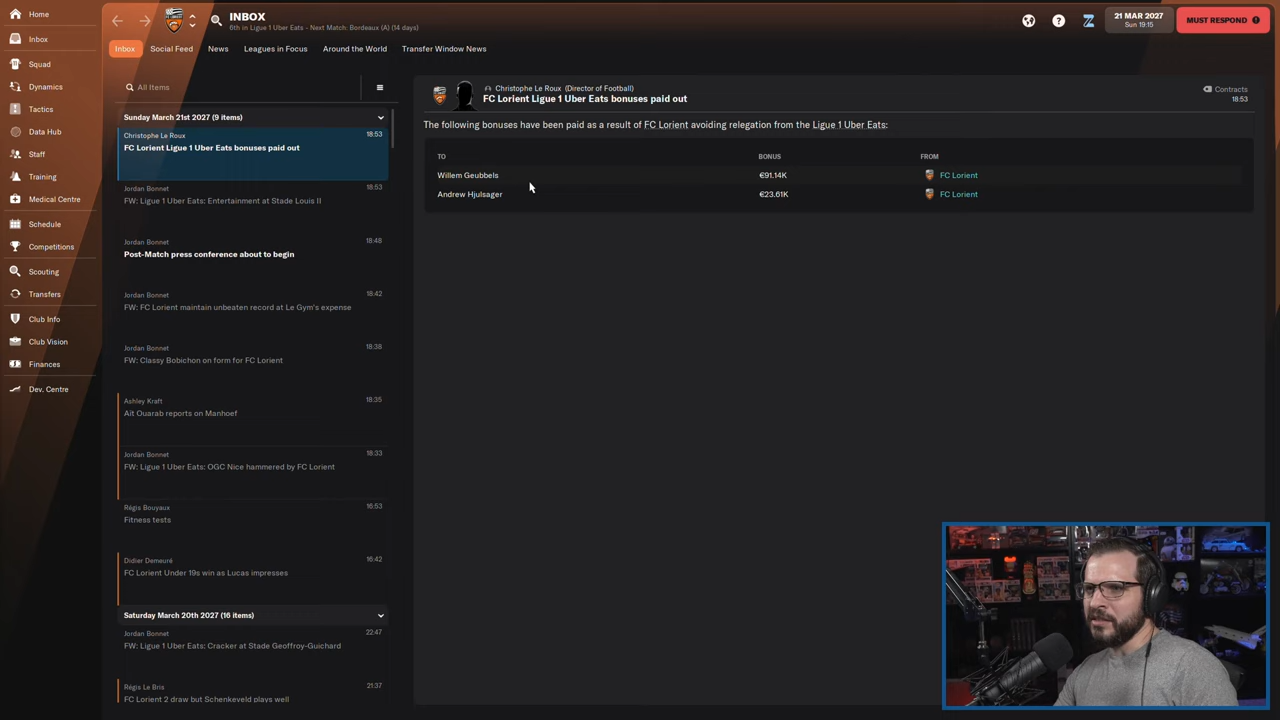 Home
Inbox
Squad
Dynamics
Tactics
Data Hub
Staff
Training
Medical Centre
Schedule
Competitions
Scouting
Transfers
Club Info
Club Vision
Finances
Dev. Centre
INBOX
6th in Ligue 1 Uber Eats - Next Match: Bordeaux (A) (14 days)
21 MAR 2027
Sun 19:15
MUST RESPOND
Inbox
Social Feed
News
Leagues in Focus
Around the World
Transfer Window News
All Items
Sunday March 21st 2027 (9 items)
Christophe Le Roux 18:53
FC Lorient Ligue 1 Uber Eats bonuses paid out
Jordan Bonnet 18:53
FW: Ligue 1 Uber Eats: Entertainment at Stade Louis II
Jordan Bonnet 18:48
Post-Match press conference about to begin
Jordan Bonnet 18:42
FW: FC Lorient maintain unbeaten record at Le Gym's expense
Jordan Bonnet 18:38
FW: Classy Bobichon on form for FC Lorient
Ashley Kraft 18:35
Aït Ouarab reports on Manhoef
Jordan Bonnet 18:33
FW: Ligue 1 Uber Eats: OGC Nice hammered by FC Lorient
Régis Bouyaux 16:53
Fitness tests
Didier Demeuré 16:42
FC Lorient Under 19s win as Lucas impresses
Saturday March 20th 2027 (16 items)
Jordan Bonnet 22:47
FW: Ligue 1 Uber Eats: Cracker at Stade Geoffroy-Guichard
Régis Le Bris 21:37
FC Lorient 2 draw but Schenkeveld plays well
Christophe Le Roux (Director of Football)
FC Lorient Ligue 1 Uber Eats bonuses paid out
Contracts
18:53
The following bonuses have been paid as a result of FC Lorient avoiding relegation from the Ligue 1 Uber Eats:
TO BONUS FROM
Willem Geubbels €91.14K FC Lorient
Andrew Hjulsager €23.61K FC Lorient